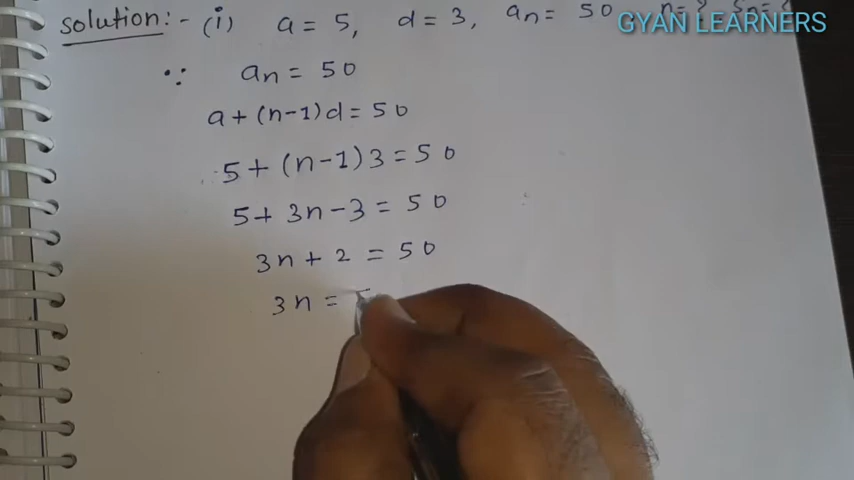 solution:- (i) a = 5, d = 3, an = 50 n = ? Sn = ?
GYAN LEARNERS
∵ an = 50
a + (n-1)d = 50
5 + (n-1)3 = 50
5 + 3n - 3 = 50
3n + 2 = 50
3n =